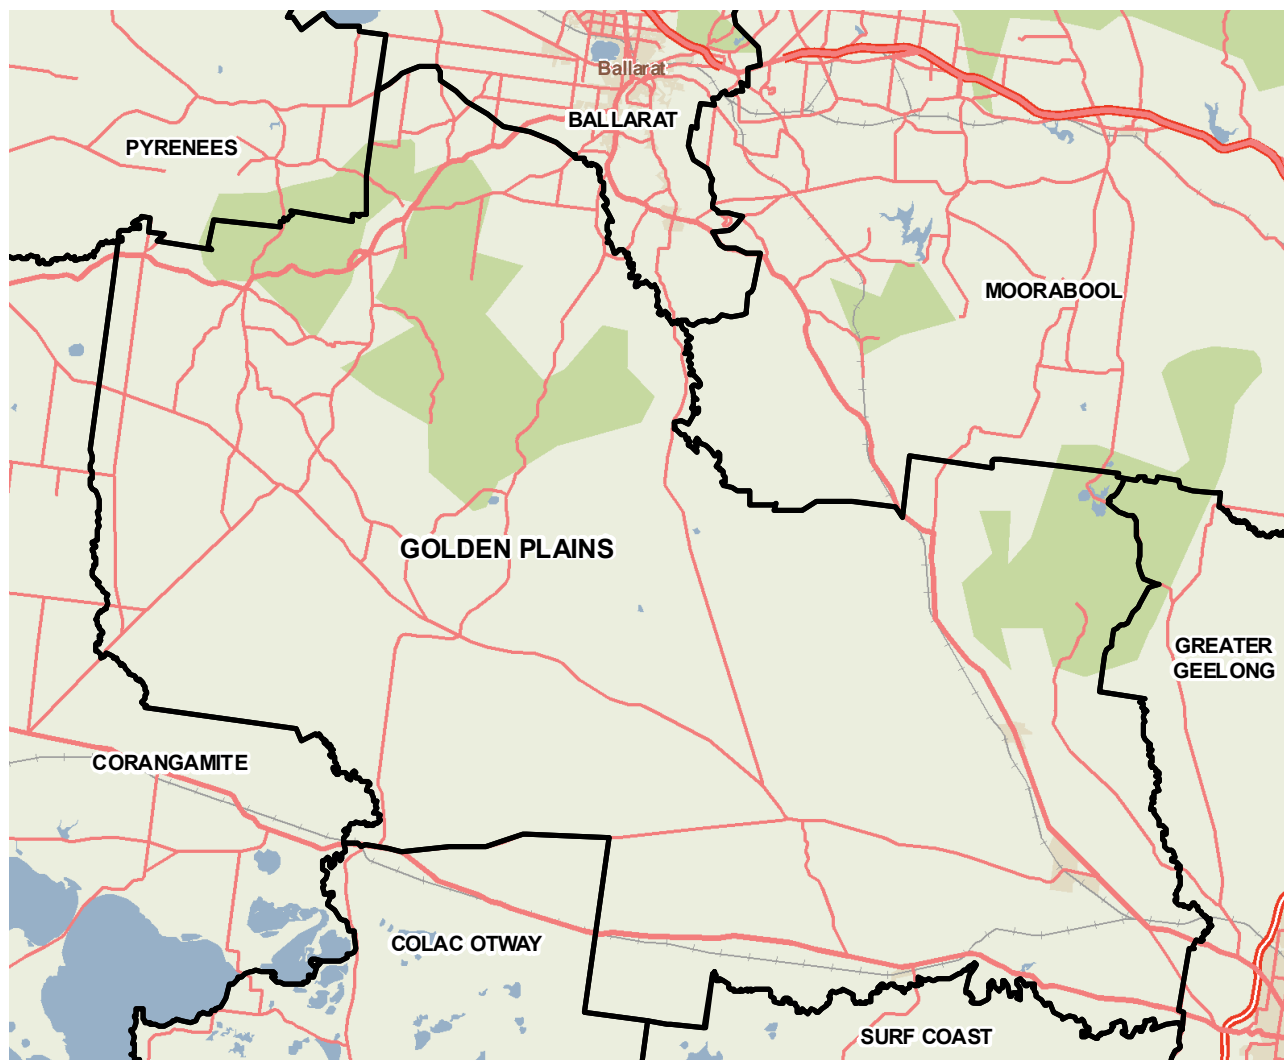 Ballarat
BALLARAT
PYRENEES
MOORABOOL
GOLDEN PLAINS
GREATER
GEELONG
CORANGAMITE
COLAC OTWAY
SURF COAST